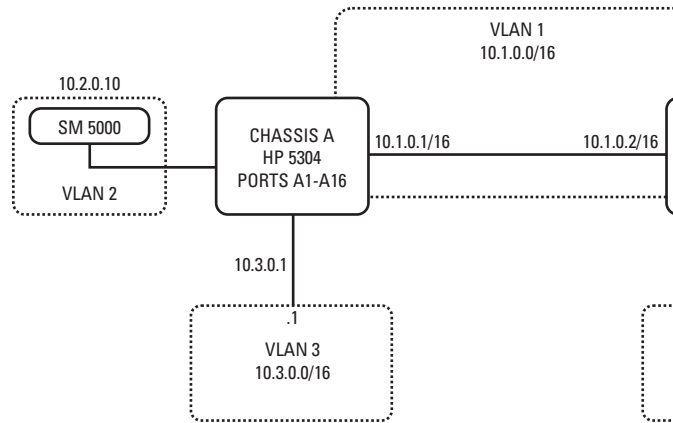 VLAN 1
10.1.0.0/16
10.2.0.10
SM 5000
VLAN 2
CHASSIS A
HP 5304
PORTS A1-A16
10.1.0.1/16
10.1.0.2/16
10.3.0.1
.1
VLAN 3
10.3.0.0/16